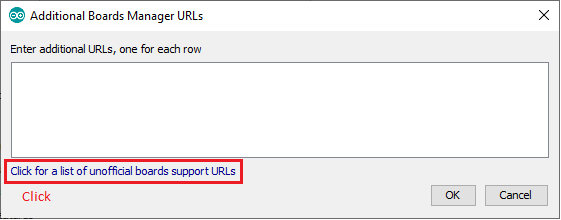 Additional Boards Manager URLs
Enter additional URLs, one for each row
Click for a list of unofficial boards support URLs
Click
OK
Cancel